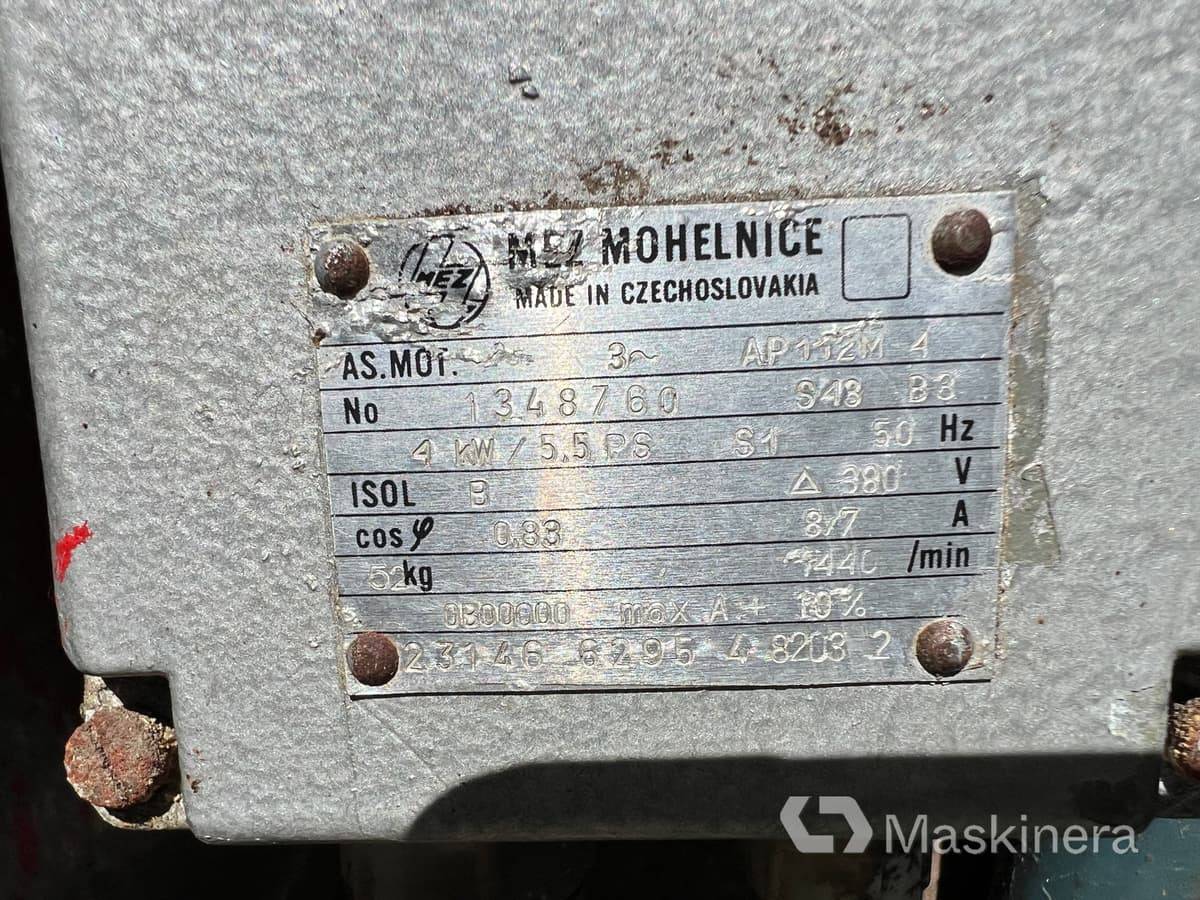 MEZ
MEZ MOHELNICE
MADE IN CZECHOSLOVAKIA
AS.MOT. 3~ AP112M 4
No 1348760 S48 B3
4 KW / 5.5 PS S1 50 Hz
ISOL B △ 380 V
cos φ 0.83 8/7 A
52 kg 1440 /min
max A + 10%
23146 6295 4 8203 2
Maskinera